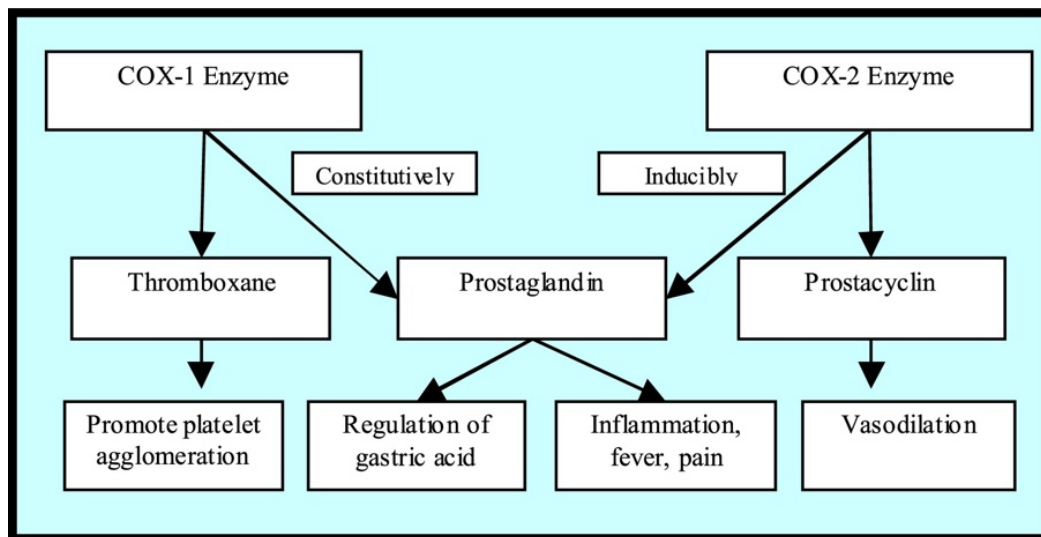 COX-1 Enzyme
COX-2 Enzyme
Constitutively
Inducibly
Thromboxane
Prostaglandin
Prostacyclin
Promote platelet
agglomeration
Regulation of
gastric acid
Inflammation,
fever, pain
Vasodilation